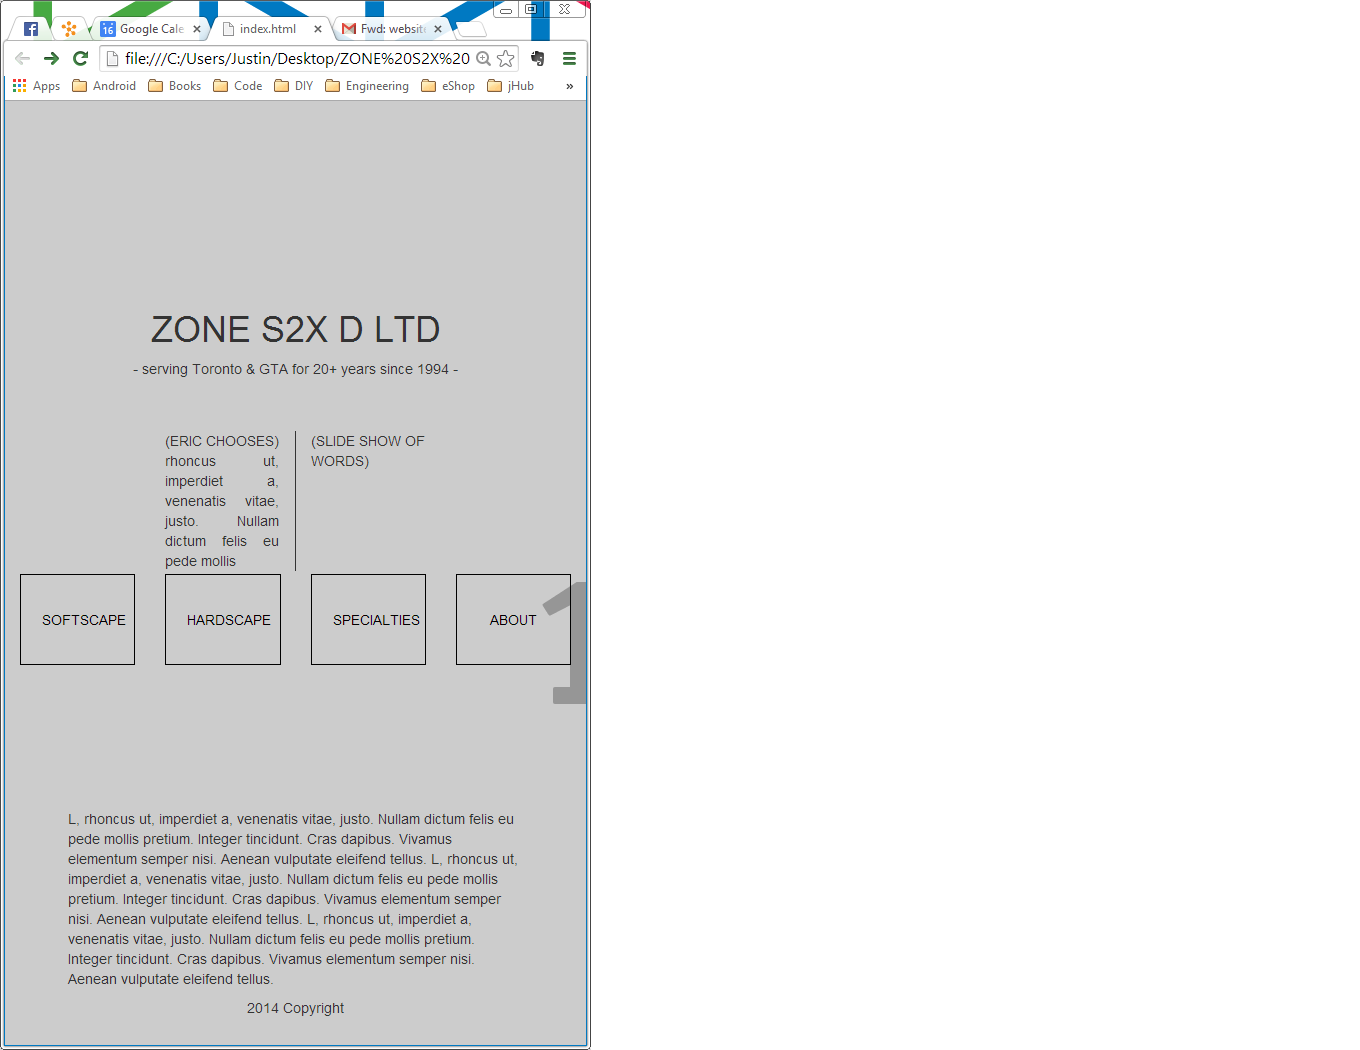 16 Google Cale
index.html
Fwd: websit
file:///C:/Users/Justin/Desktop/ZONE%20S2X%20
Apps Android Books Code DIY Engineering eShop jHub »
ZONE S2X D LTD
- serving Toronto & GTA for 20+ years since 1994 -
(ERIC CHOOSES)
rhoncus ut,
imperdiet a,
venenatis vitae,
justo. Nullam
dictum felis eu
pede mollis
(SLIDE SHOW OF
WORDS)
SOFTSCAPE HARDSCAPE SPECIALTIES ABOUT
1
L, rhoncus ut, imperdiet a, venenatis vitae, justo. Nullam dictum felis eu
pede mollis pretium. Integer tincidunt. Cras dapibus. Vivamus
elementum semper nisi. Aenean vulputate eleifend tellus. L, rhoncus ut,
imperdiet a, venenatis vitae, justo. Nullam dictum felis eu pede mollis
pretium. Integer tincidunt. Cras dapibus. Vivamus elementum semper
nisi. Aenean vulputate eleifend tellus. L, rhoncus ut, imperdiet a,
venenatis vitae, justo. Nullam dictum felis eu pede mollis pretium.
Integer tincidunt. Cras dapibus. Vivamus elementum semper nisi.
Aenean vulputate eleifend tellus.
2014 Copyright